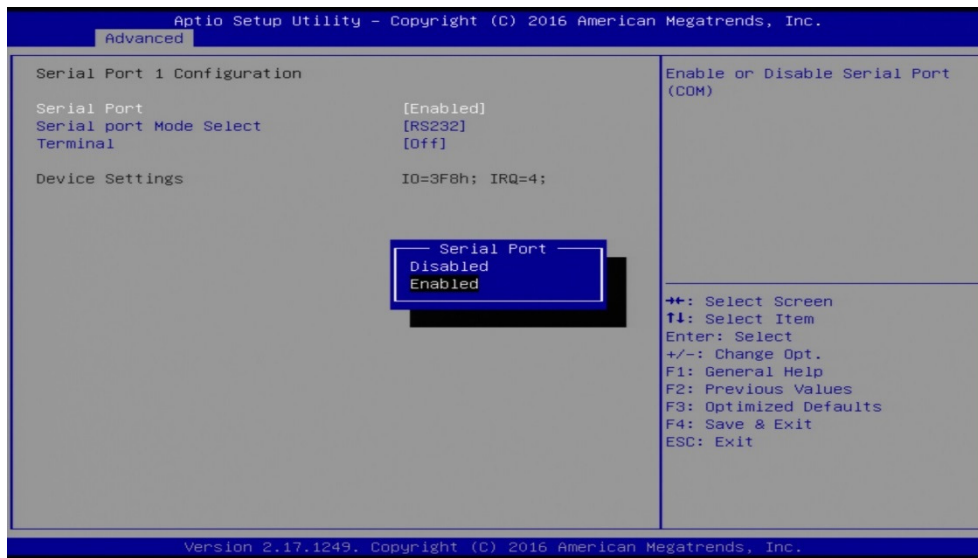 Aptio Setup Utility – Copyright (C) 2016 American Megatrends, Inc.
Advanced
Serial Port 1 Configuration
Serial Port [Enabled]
Serial port Mode Select [RS232]
Terminal [Off]
Device Settings IO=3F8h; IRQ=4;
Serial Port
Disabled
Enabled
Enable or Disable Serial Port
(COM)
→←: Select Screen
↑↓: Select Item
Enter: Select
+/-: Change Opt.
F1: General Help
F2: Previous Values
F3: Optimized Defaults
F4: Save & Exit
ESC: Exit
Version 2.17.1249. Copyright (C) 2016 American Megatrends, Inc.